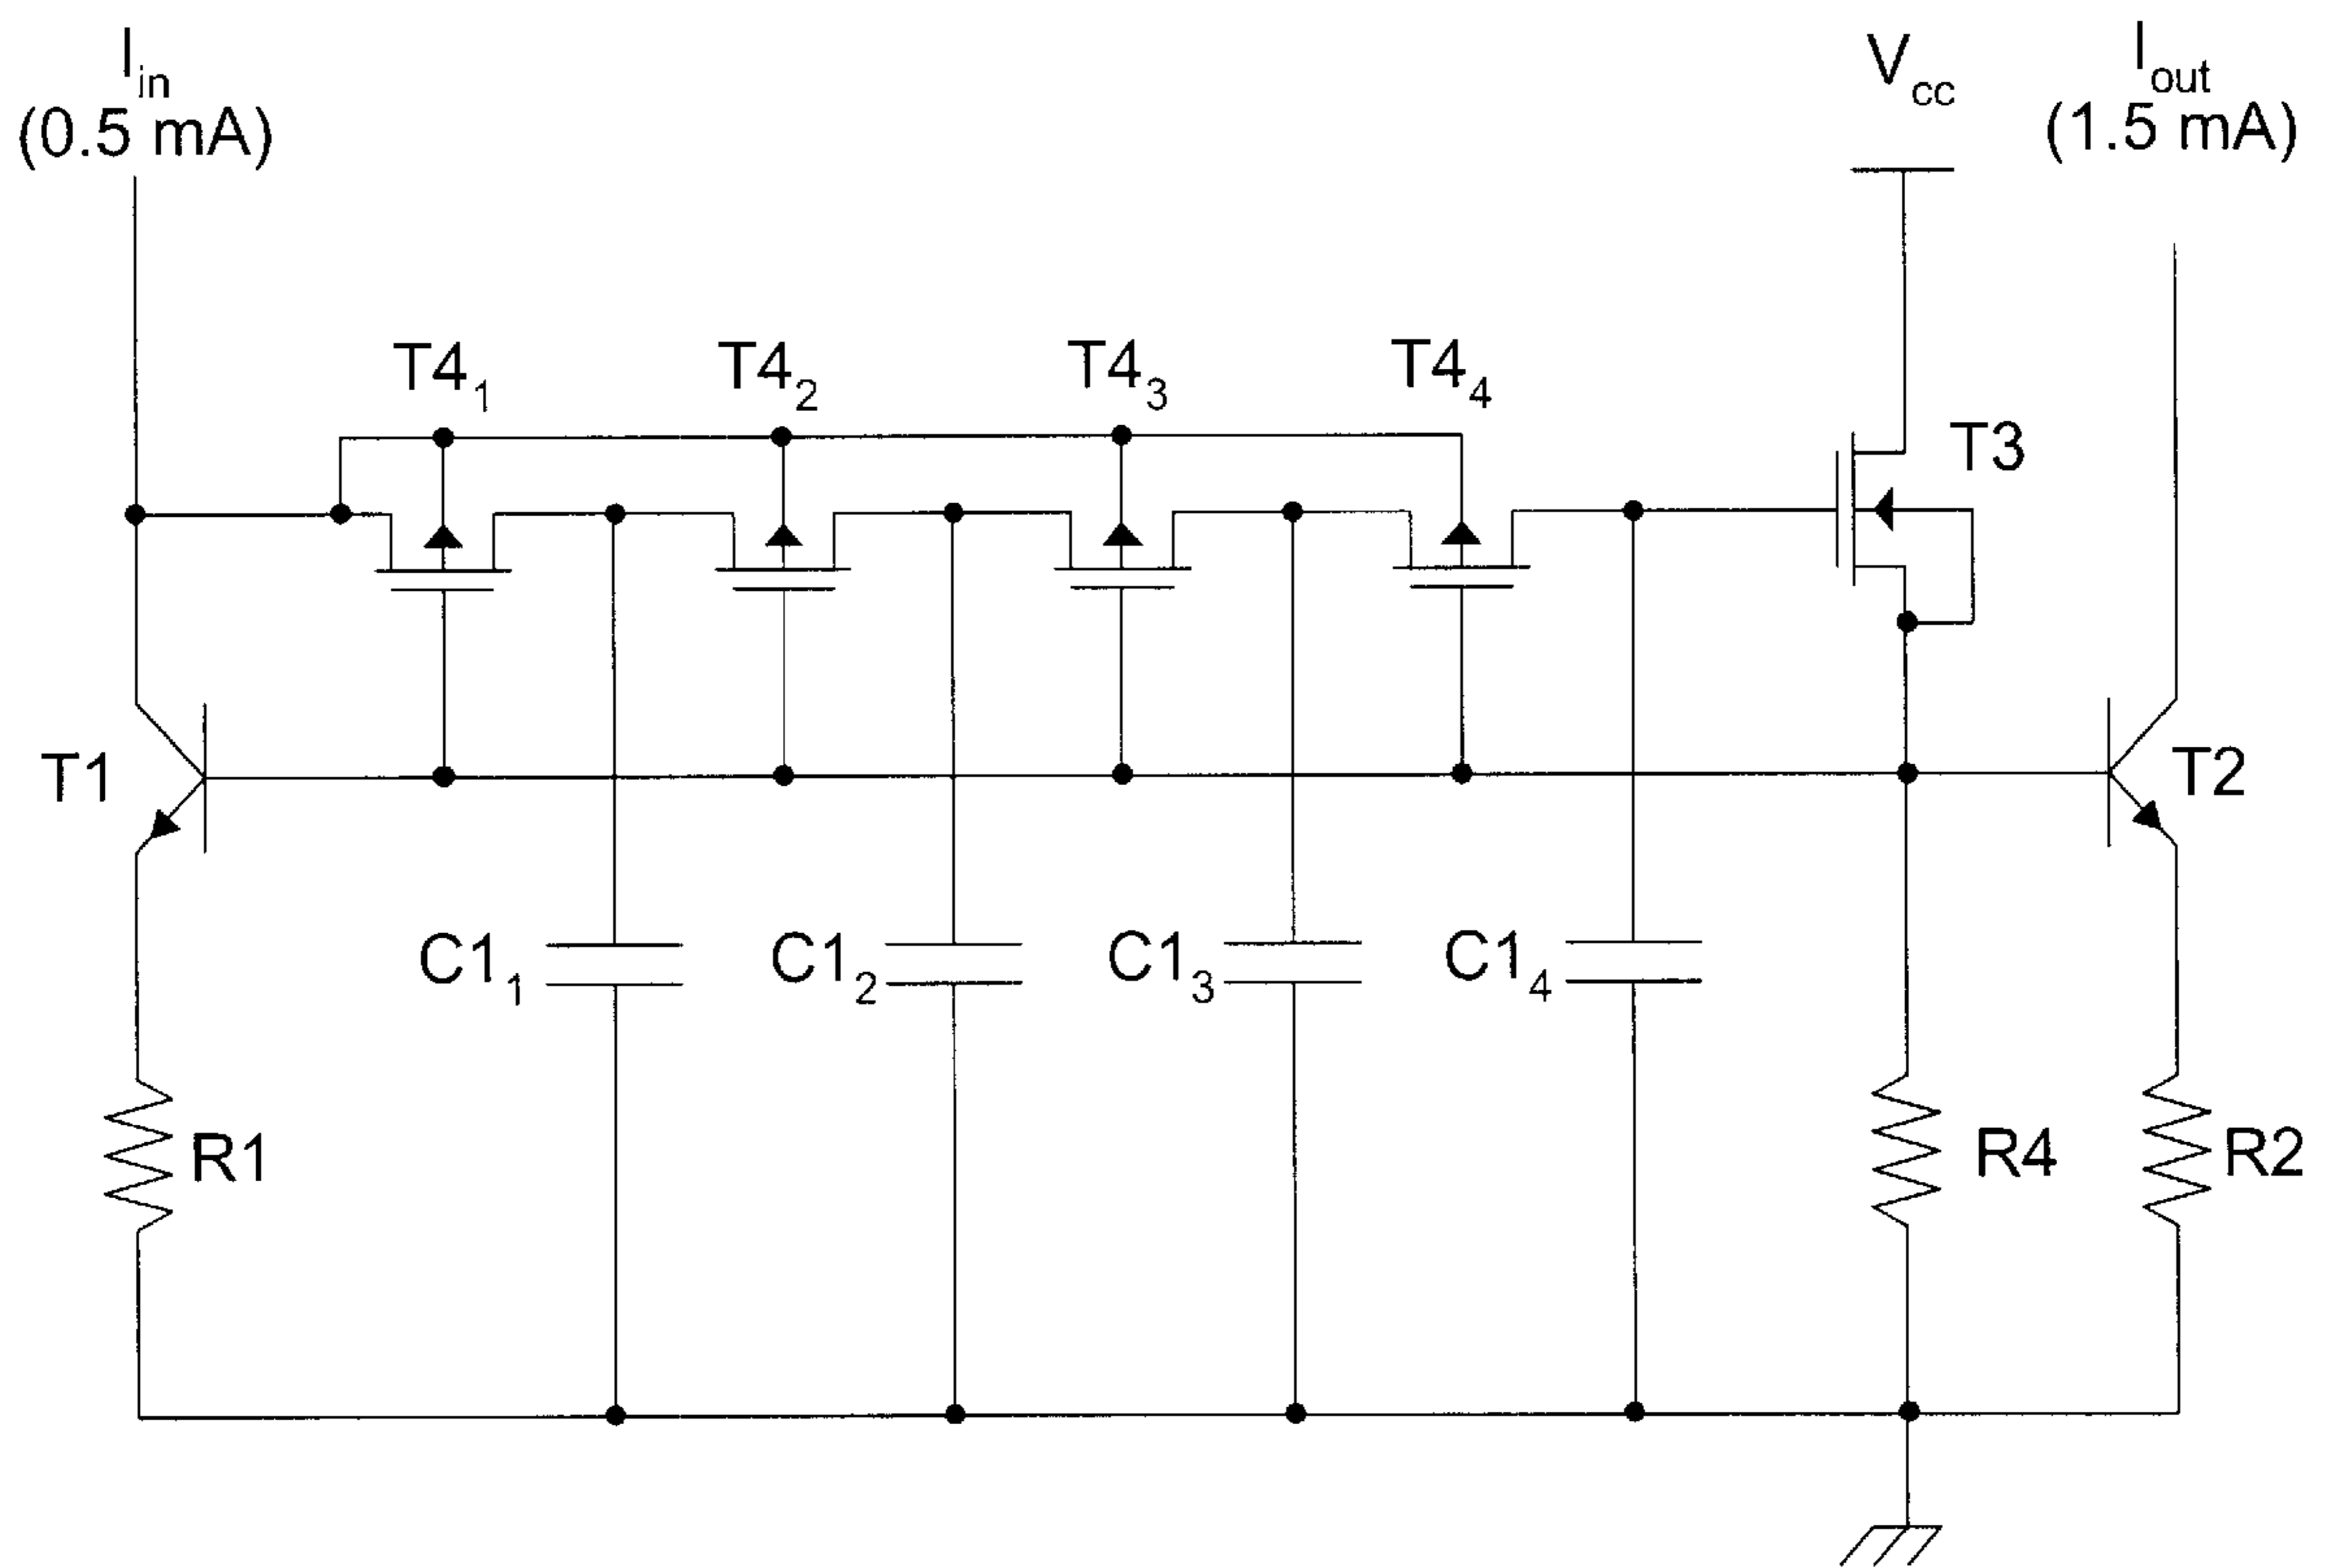 I_in
(0.5 mA)
V_cc
I_out
(1.5 mA)
T4_1
T4_2
T4_3
T4_4
T3
T1
T2
C1_1
C1_2
C1_3
C1_4
R1
R4
R2